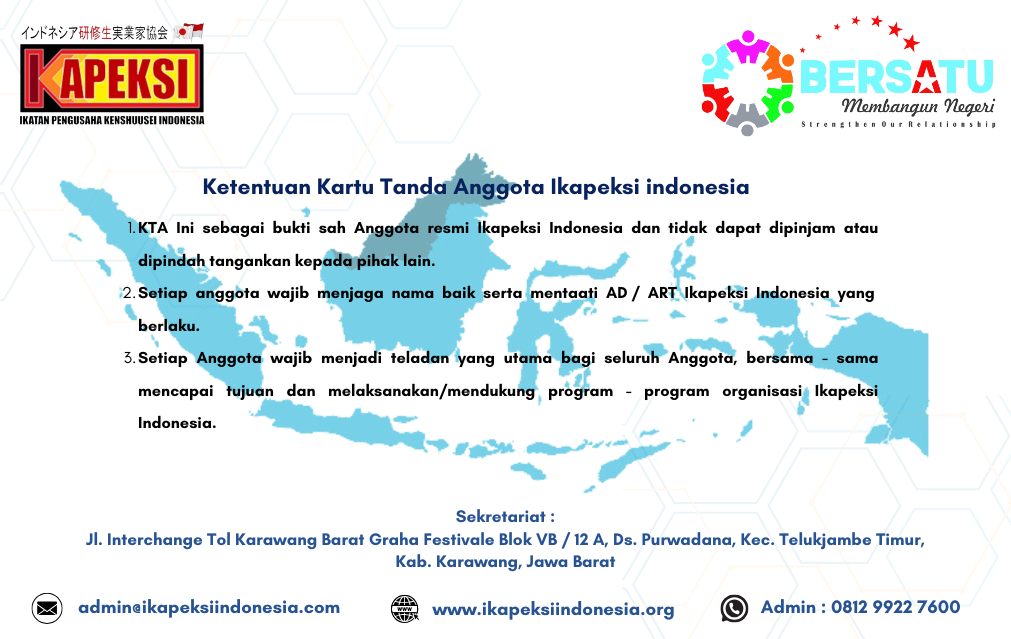 インドネシア研修生実業家協会
KAPEKSI
IKATAN PENGUSAHA KENSHUUSEI INDONESIA
BERSATU
Membangun Negeri
Strengthen Our Relationship
Ketentuan Kartu Tanda Anggota Ikapeksi indonesia
1. KTA Ini sebagai bukti sah Anggota resmi Ikapeksi Indonesia dan tidak dapat dipinjam atau
dipindah tangankan kepada pihak lain.
2. Setiap anggota wajib menjaga nama baik serta mentaati AD / ART Ikapeksi Indonesia yang
berlaku.
3. Setiap Anggota wajib menjadi teladan yang utama bagi seluruh Anggota, bersama - sama
mencapai tujuan dan melaksanakan/mendukung program - program organisasi Ikapeksi
Indonesia.
Sekretariat :
Jl. Interchange Tol Karawang Barat Graha Festivale Blok VB / 12 A, Ds. Purwadana, Kec. Telukjambe Timur,
Kab. Karawang, Jawa Barat
admin@ikapeksiindonesia.com
WWW
www.ikapeksiindonesia.org
Admin : 0812 9922 7600